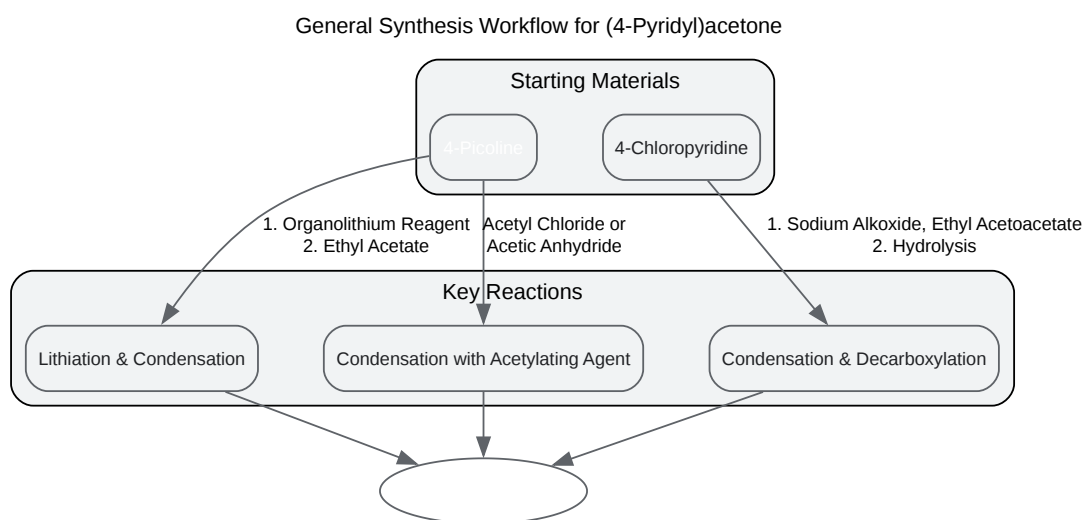 General Synthesis Workflow for (4-Pyridyl)acetone
Starting Materials
4-Picoline
4-Chloropyridine
1. Organolithium Reagent
2. Ethyl Acetate
Acetyl Chloride or
Acetic Anhydride
1. Sodium Alkoxide, Ethyl Acetoacetate
2. Hydrolysis
Key Reactions
Lithiation & Condensation
Condensation with Acetylating Agent
Condensation & Decarboxylation